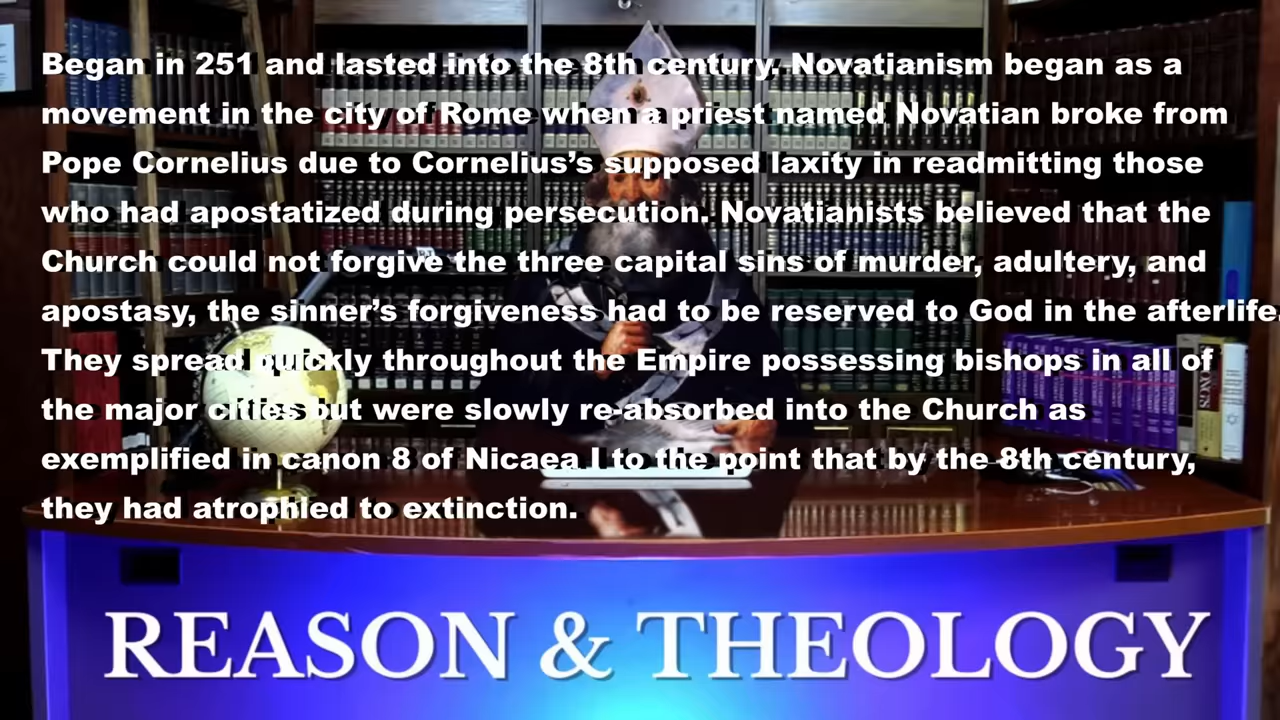 Began in 251 and lasted into the 8th century. Novatianism began as a
movement in the city of Rome when a priest named Novatian broke from
Pope Cornelius due to Cornelius’s supposed laxity in readmitting those
who had apostatized during persecution. Novatianists believed that the
Church could not forgive the three capital sins of murder, adultery, and
apostasy, the sinner’s forgiveness had to be reserved to God in the afterlife.
They spread quickly throughout the Empire possessing bishops in all of
the major cities but were slowly re-absorbed into the Church as
exemplified in canon 8 of Nicaea I to the point that by the 8th century,
they had atrophled to extinction.
REASON & THEOLOGY